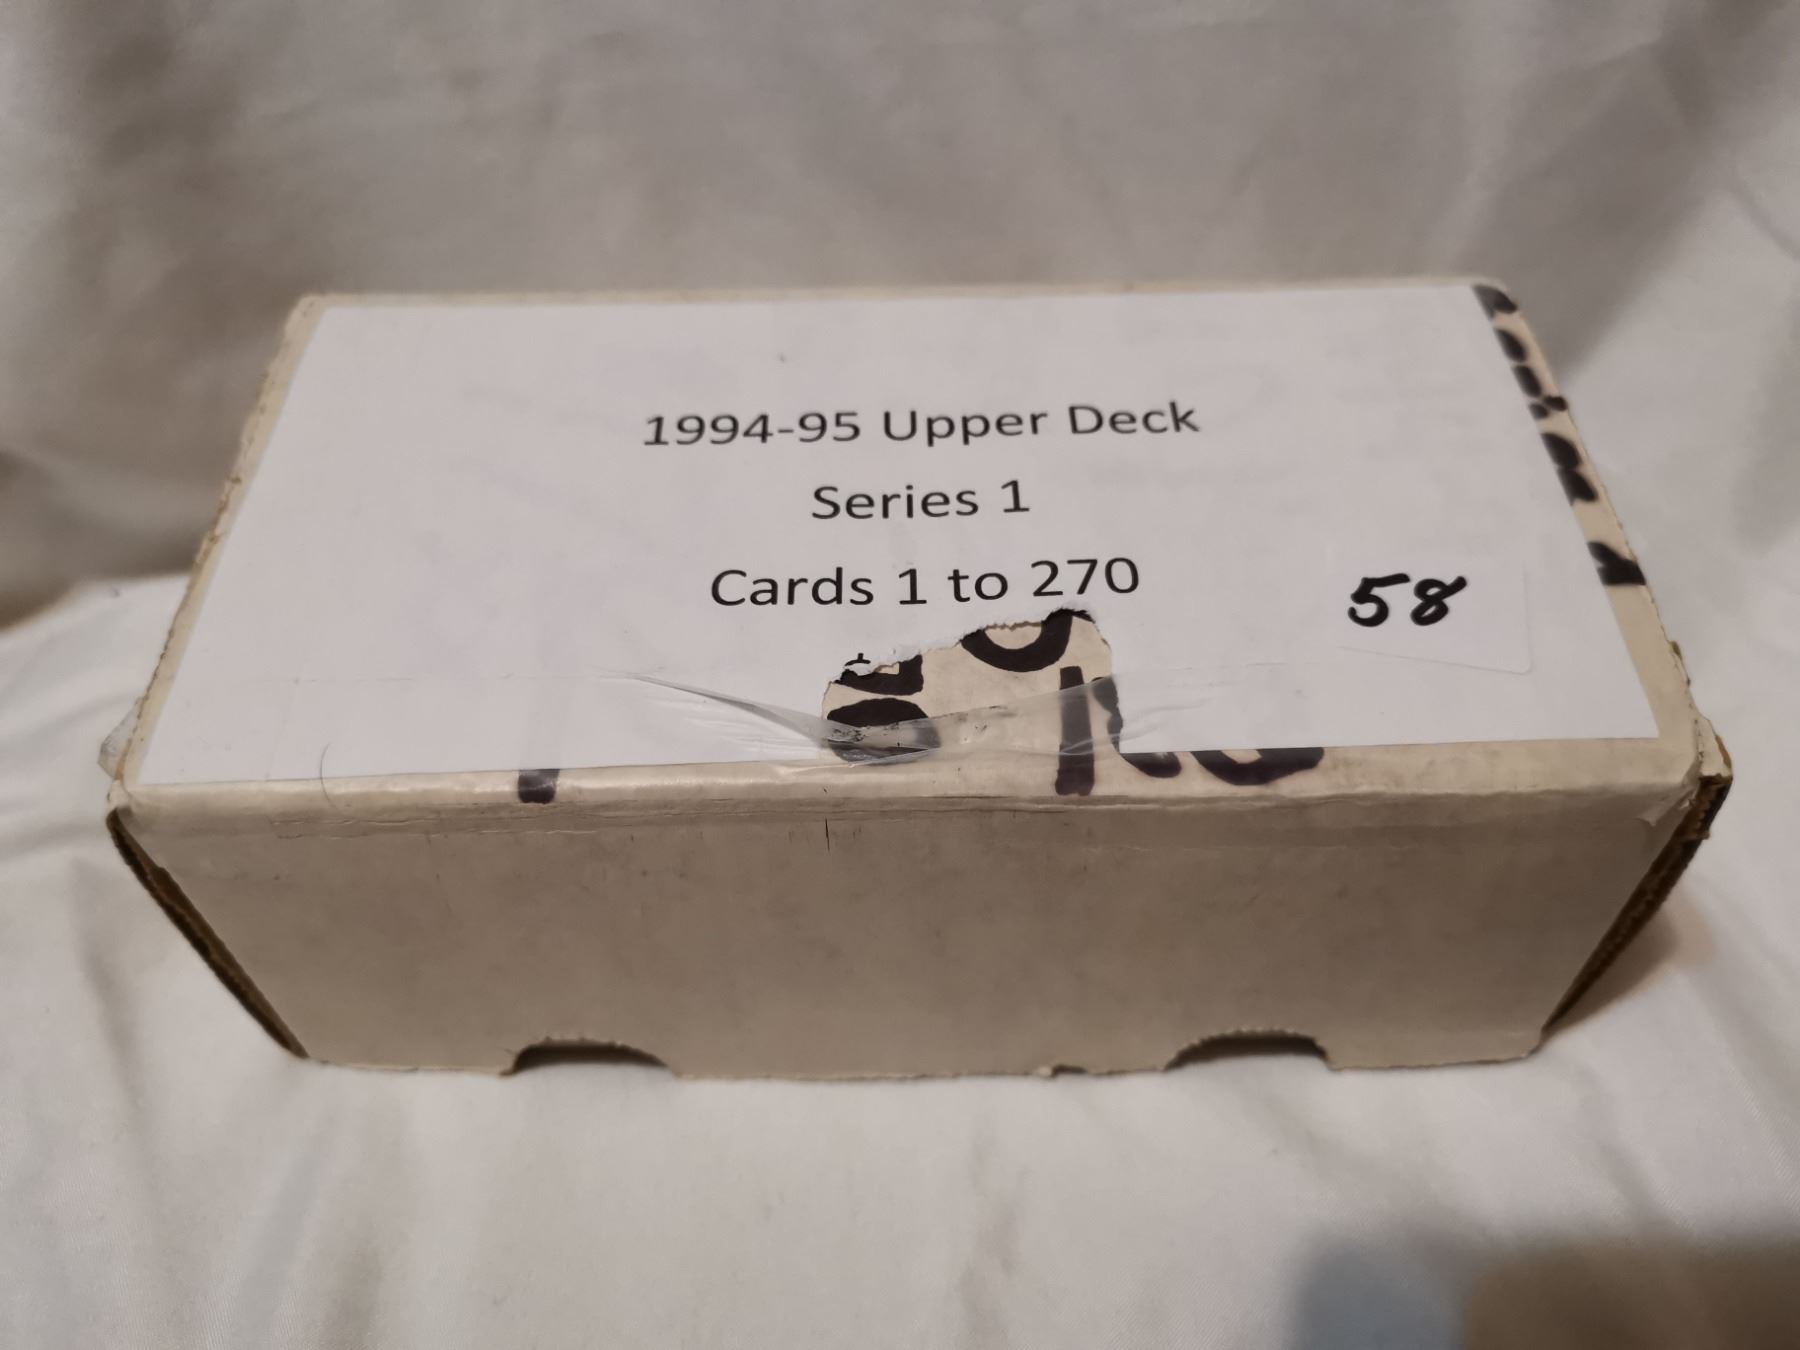 1994-95 Upper Deck
Series 1
Cards 1 to 270
58